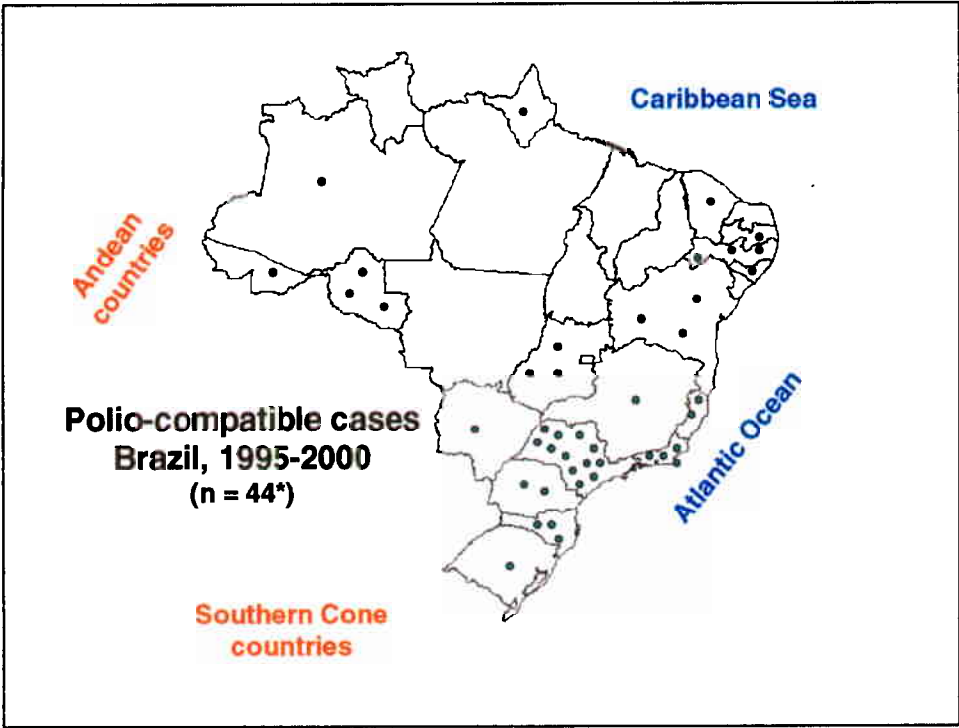 Caribbean Sea
Andean
countries
Polio-compatible cases
Brazil, 1995-2000
(n = 44*)
Atlantic Ocean
Southern Cone
countries